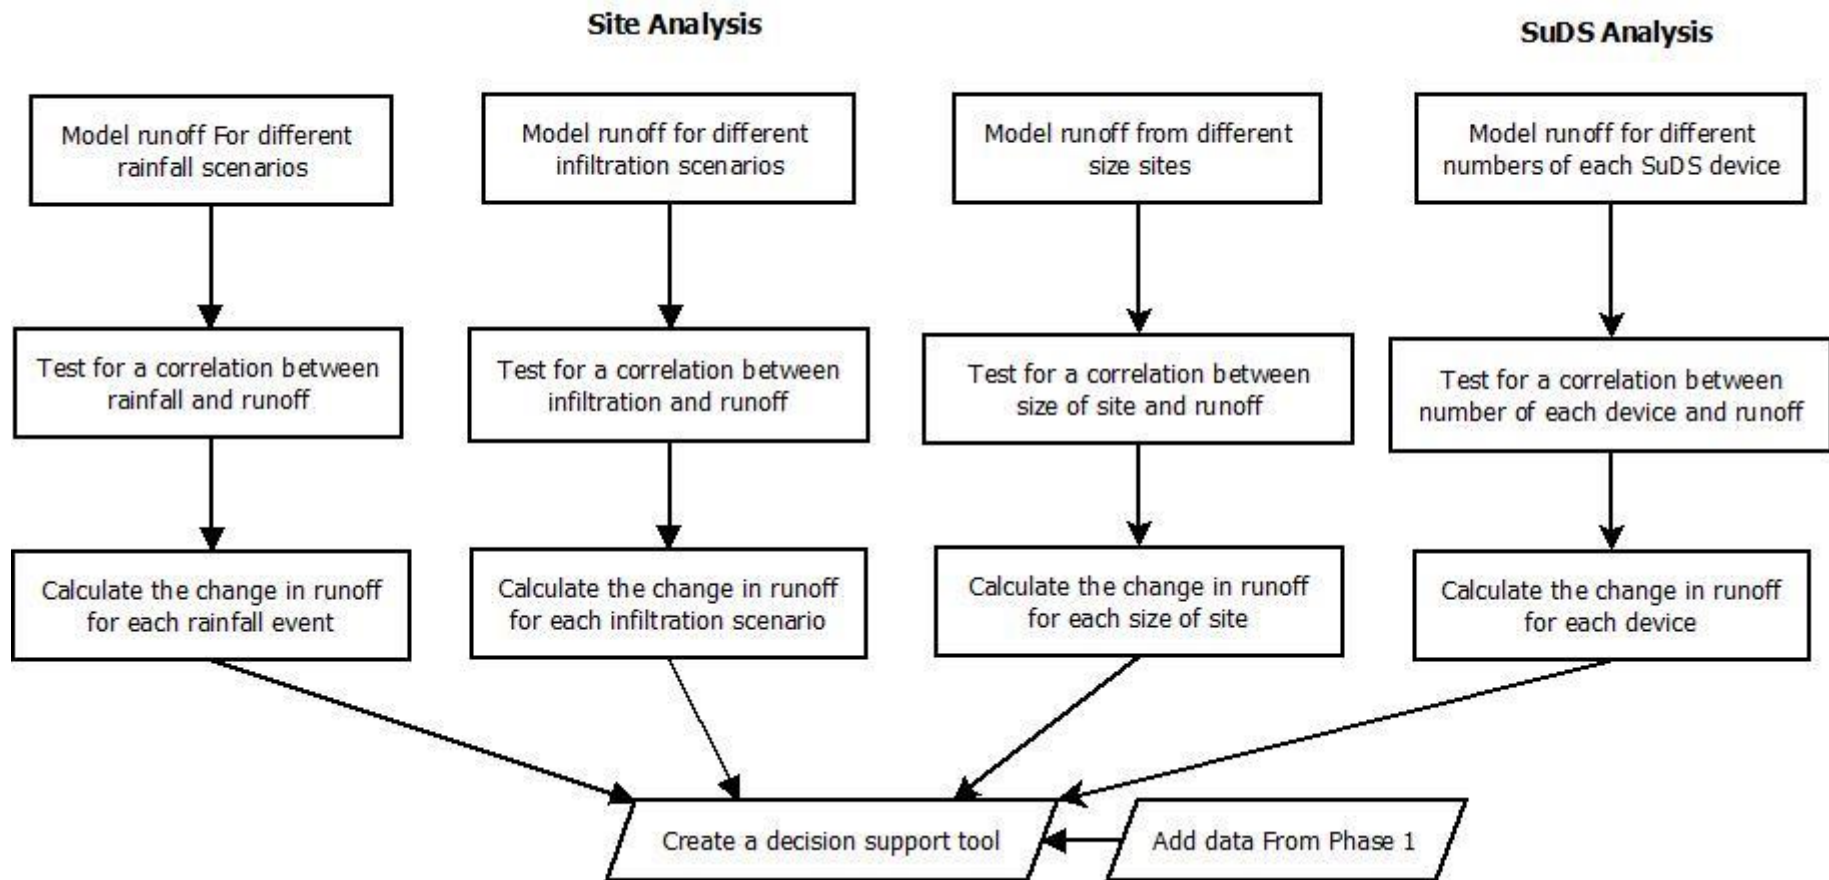 Site Analysis
SuDS Analysis
Model runoff For different
rainfall scenarios
Model runoff for different
infiltration scenarios
Model runoff from different
size sites
Model runoff for different
numbers of each SuDS device
Test for a correlation between
rainfall and runoff
Test for a correlation between
infiltration and runoff
Test for a correlation between
size of site and runoff
Test for a correlation between
number of each device and runoff
Calculate the change in runoff
for each rainfall event
Calculate the change in runoff
for each infiltration scenario
Calculate the change in runoff
for each size of site
Calculate the change in runoff
for each device
Create a decision support tool
Add data From Phase 1